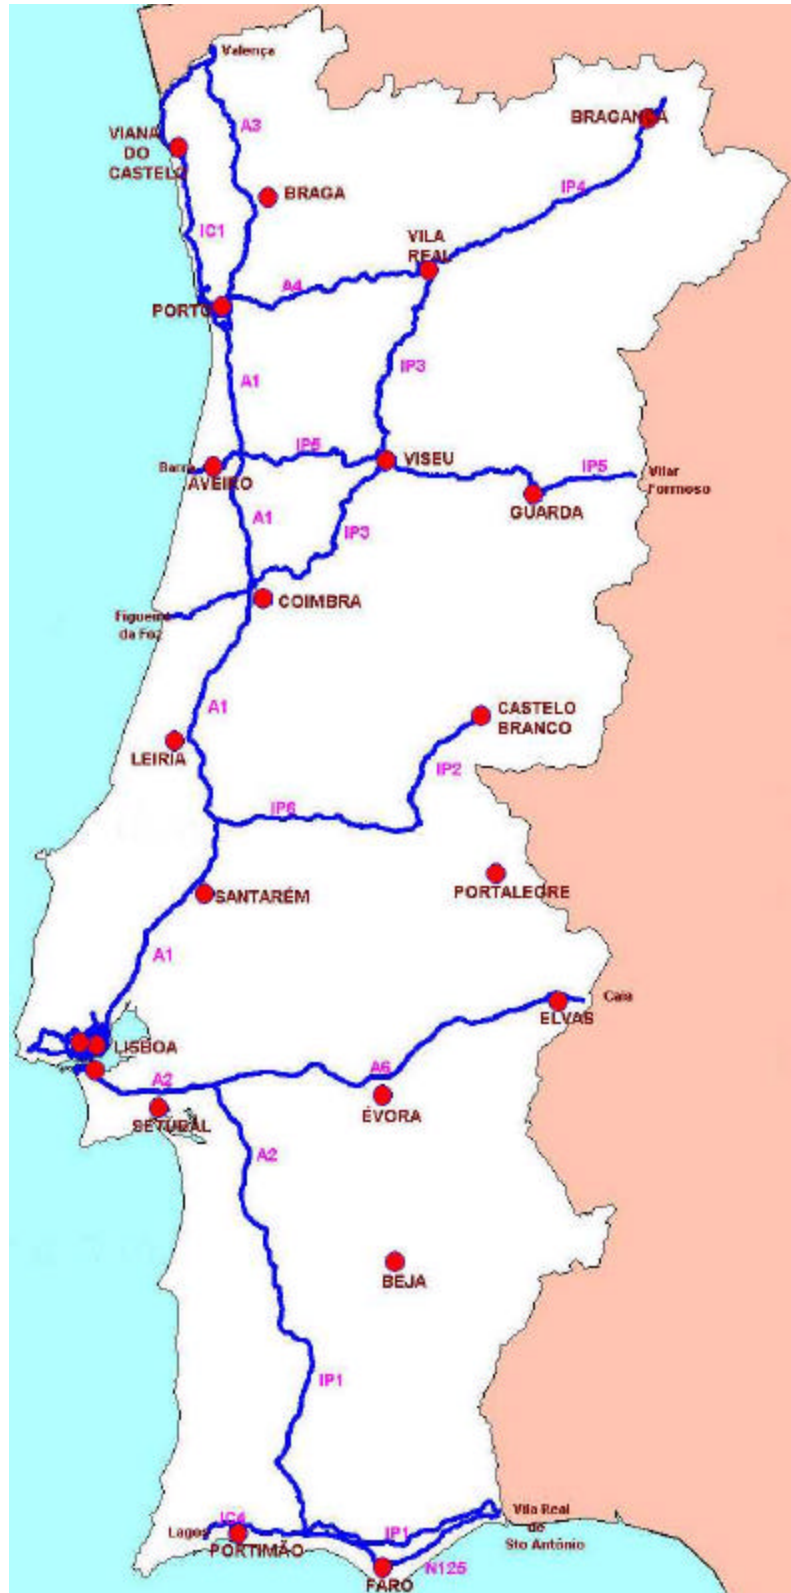 Valença
A3
BRAGANÇA
VIANA
DO
CASTELO
BRAGA
IP4
IC1
VILA
REAL
A4
PORTO
IP3
A1
IP5
VISEU
IP5
Barra
AVEIRO
Vilar
Formoso
GUARDA
A1
IP3
COIMBRA
Figueira
da Foz
A1
CASTELO
BRANCO
LEIRIA
IP2
IP6
PORTALEGRE
SANTARÉM
A1
Caia
ELVAS
LISBOA
A6
A2
ÉVORA
SETUBAL
A2
BEJA
IP1
IC4
Lagos
IP1
PORTIMÃO
Vila Real
de
Sto António
N125
FARO